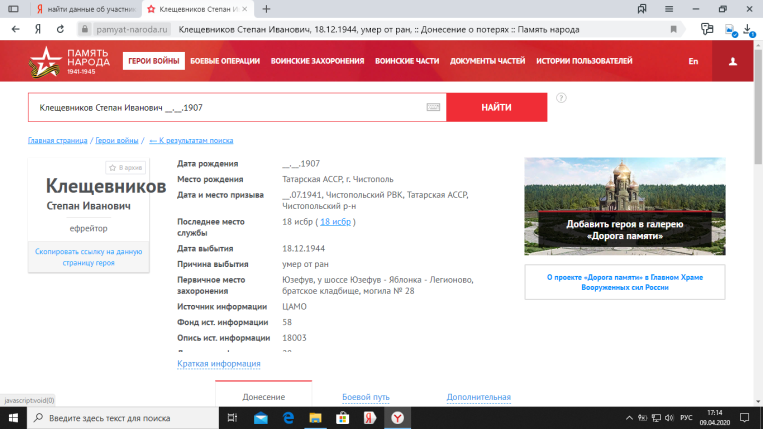 найти данные об участник
Клещевников Степан И
pamyat-naroda.ru
Клещевников Степан Иванович, 18.12.1944, умер от ран, :: Донесение о потерях :: Память народа
ПАМЯТЬ
НАРОДА
1941-1945
ГЕРОИ ВОЙНЫ
БОЕВЫЕ ОПЕРАЦИИ
ВОИНСКИЕ ЗАХОРОНЕНИЯ
ВОИНСКИЕ ЧАСТИ
ДОКУМЕНТЫ ЧАСТЕЙ
ИСТОРИИ ПОЛЬЗОВАТЕЛЕЙ
En
Клещевников Степан Иванович __.__.1907
НАЙТИ
?
Главная страница / Герои войны / ⟵ К результатам поиска
В архив
Клещевников
Степан Иванович
ефрейтор
Скопировать ссылку на данную
страницу героя
Дата рождения __.__.1907
Место рождения Татарская АССР, г. Чистополь
Дата и место призыва __.07.1941, Чистопольский РВК, Татарская АССР,
Чистопольский р-н
Последнее место 18 исбр ( 18 исбр )
службы
Дата выбытия 18.12.1944
Причина выбытия умер от ран
Первичное место Юзефув, у шоссе Юзефув - Яблонка - Легионово,
захоронения братское кладбище, могила № 28
Источник информации ЦАМО
Фонд ист. информации 58
Опись ист. информации 18003
Краткая информация
Донесение
Боевой путь
Дополнительная
Добавить героя в галерею
«Дорога памяти»
О проекте «Дорога памяти» в Главном Храме
Вооруженных сил России
javascript:void(0)
Введите здесь текст для поиска
РУС
17:14
09.04.2020